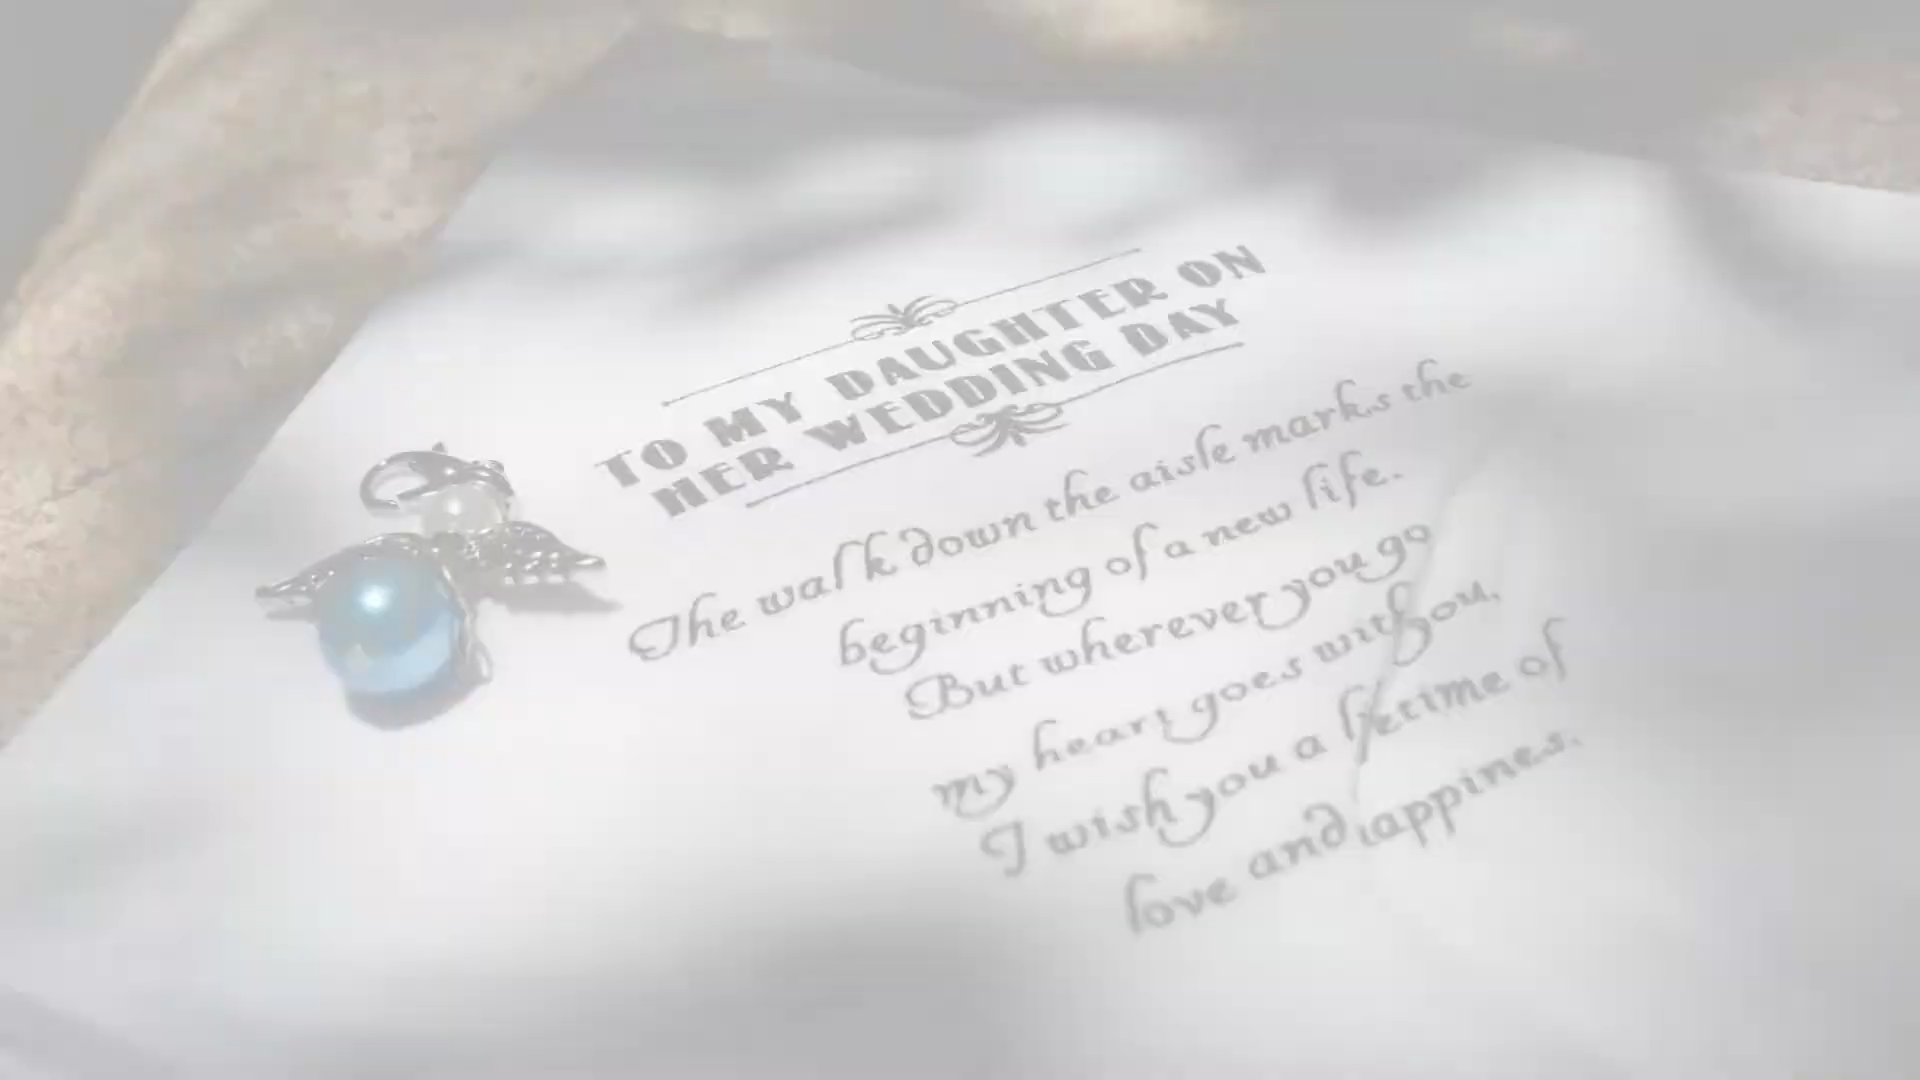 TO MY DAUGHTER ON
HER WEDDING DAY
The walk down the aisle marks the
beginning of a new life.
But wherever you go
my heart goes with you,
I wish you a lifetime of
love and happines.